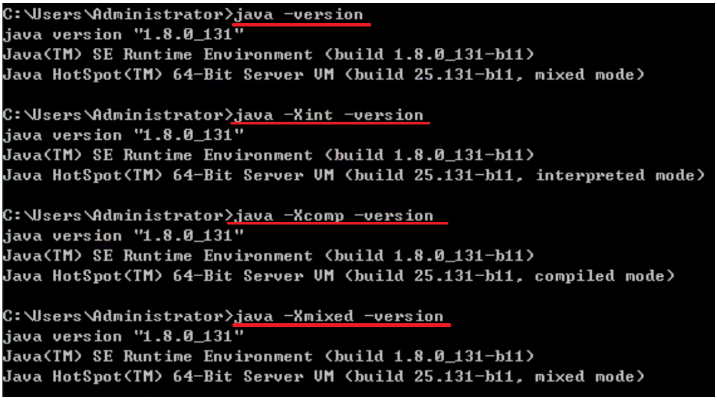 C:\Users\Administrator>java -version
java version "1.8.0_131"
Java(TM) SE Runtime Environment (build 1.8.0_131-b11)
Java HotSpot(TM) 64-Bit Server VM (build 25.131-b11, mixed mode)
C:\Users\Administrator>java -Xint -version
java version "1.8.0_131"
Java(TM) SE Runtime Environment (build 1.8.0_131-b11)
Java HotSpot(TM) 64-Bit Server VM (build 25.131-b11, interpreted mode)
C:\Users\Administrator>java -Xcomp -version
java version "1.8.0_131"
Java(TM) SE Runtime Environment (build 1.8.0_131-b11)
Java HotSpot(TM) 64-Bit Server VM (build 25.131-b11, compiled mode)
C:\Users\Administrator>java -Xmixed -version
java version "1.8.0_131"
Java(TM) SE Runtime Environment (build 1.8.0_131-b11)
Java HotSpot(TM) 64-Bit Server VM (build 25.131-b11, mixed mode)